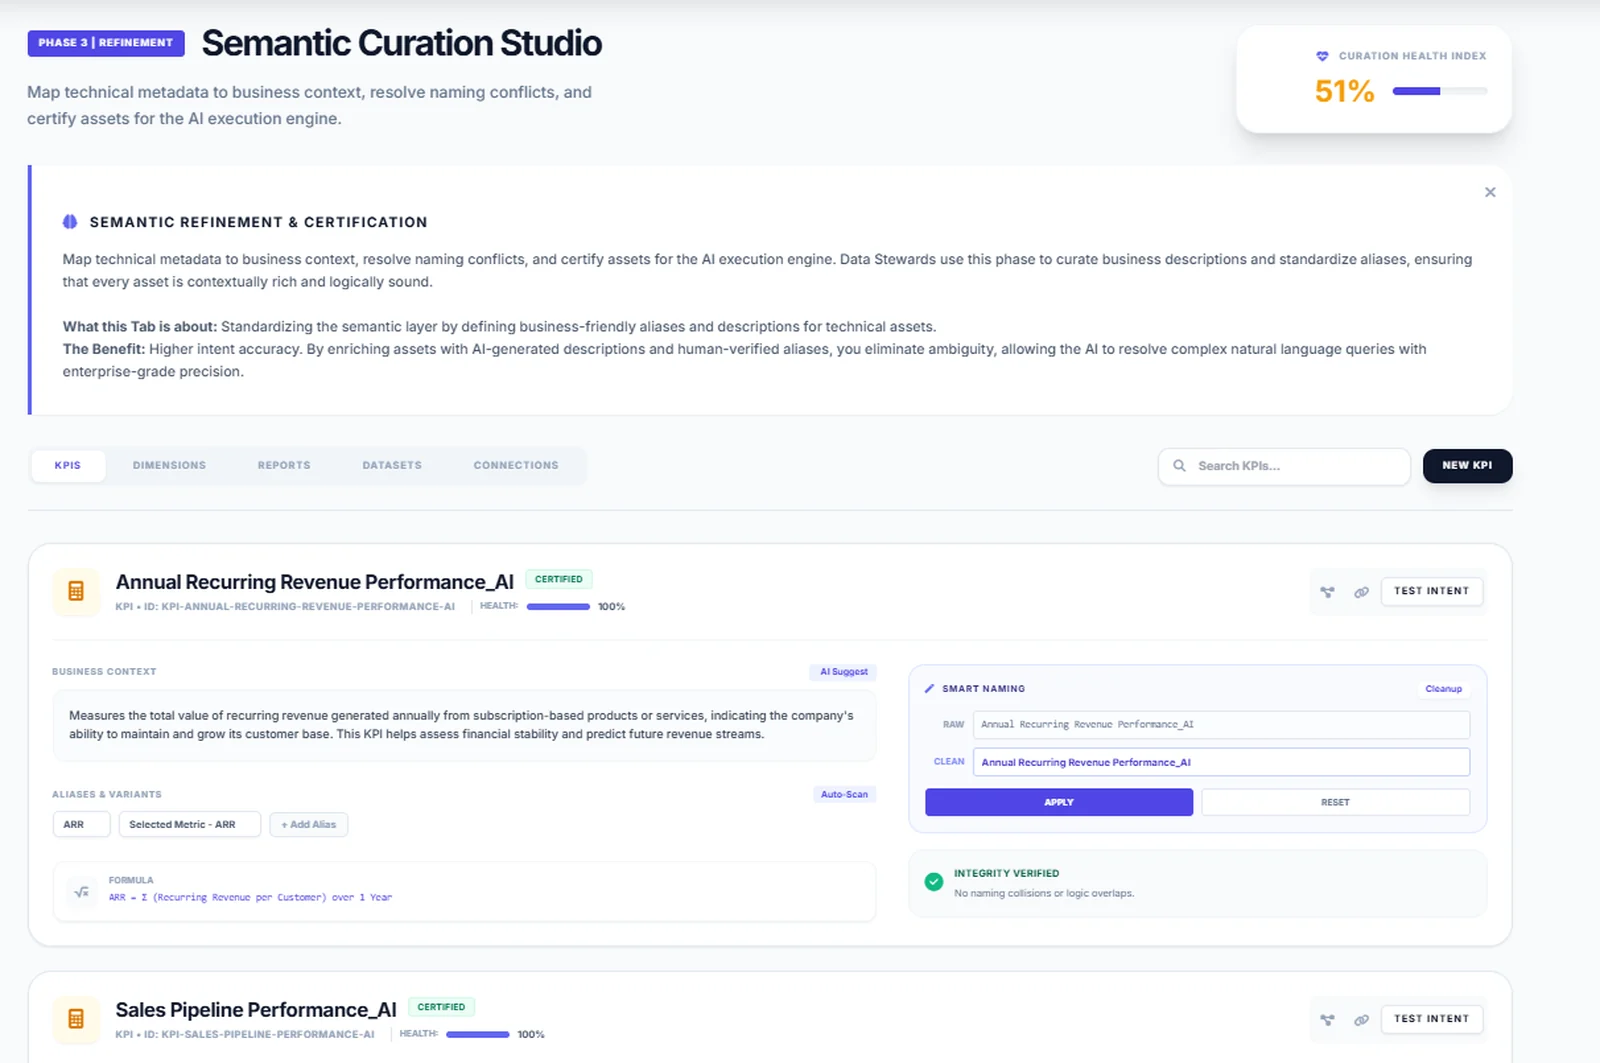 PHASE 3 | REFINEMENT
Semantic Curation Studio
Map technical metadata to business context, resolve naming conflicts, and
certify assets for the AI execution engine.
CURATION HEALTH INDEX
51%
SEMANTIC REFINEMENT & CERTIFICATION
Map technical metadata to business context, resolve naming conflicts, and certify assets for the AI execution engine. Data Stewards use this phase to curate business descriptions and standardize aliases, ensuring
that every asset is contextually rich and logically sound.
What this Tab is about: Standardizing the semantic layer by defining business-friendly aliases and descriptions for technical assets.
The Benefit: Higher intent accuracy. By enriching assets with AI-generated descriptions and human-verified aliases, you eliminate ambiguity, allowing the AI to resolve complex natural language queries with
enterprise-grade precision.
KPIS
DIMENSIONS
REPORTS
DATASETS
CONNECTIONS
Search KPIs...
NEW KPI
Annual Recurring Revenue Performance_AI
CERTIFIED
KPI • ID: KPI-ANNUAL-RECURRING-REVENUE-PERFORMANCE-AI
HEALTH:
100%
TEST INTENT
BUSINESS CONTEXT
AI Suggest
Measures the total value of recurring revenue generated annually from subscription-based products or services, indicating the company's
ability to maintain and grow its customer base. This KPI helps assess financial stability and predict future revenue streams.
ALIASES & VARIANTS
Auto-Scan
ARR
Selected Metric - ARR
+ Add Alias
√x
FORMULA
ARR = Σ (Recurring Revenue per Customer) over 1 Year
SMART NAMING
Cleanup
RAW
Annual Recurring Revenue Performance_AI
CLEAN
Annual Recurring Revenue Performance_AI
APPLY
RESET
INTEGRITY VERIFIED
No naming collisions or logic overlaps.
Sales Pipeline Performance_AI
CERTIFIED
KPI • ID: KPI-SALES-PIPELINE-PERFORMANCE-AI
HEALTH:
100%
TEST INTENT